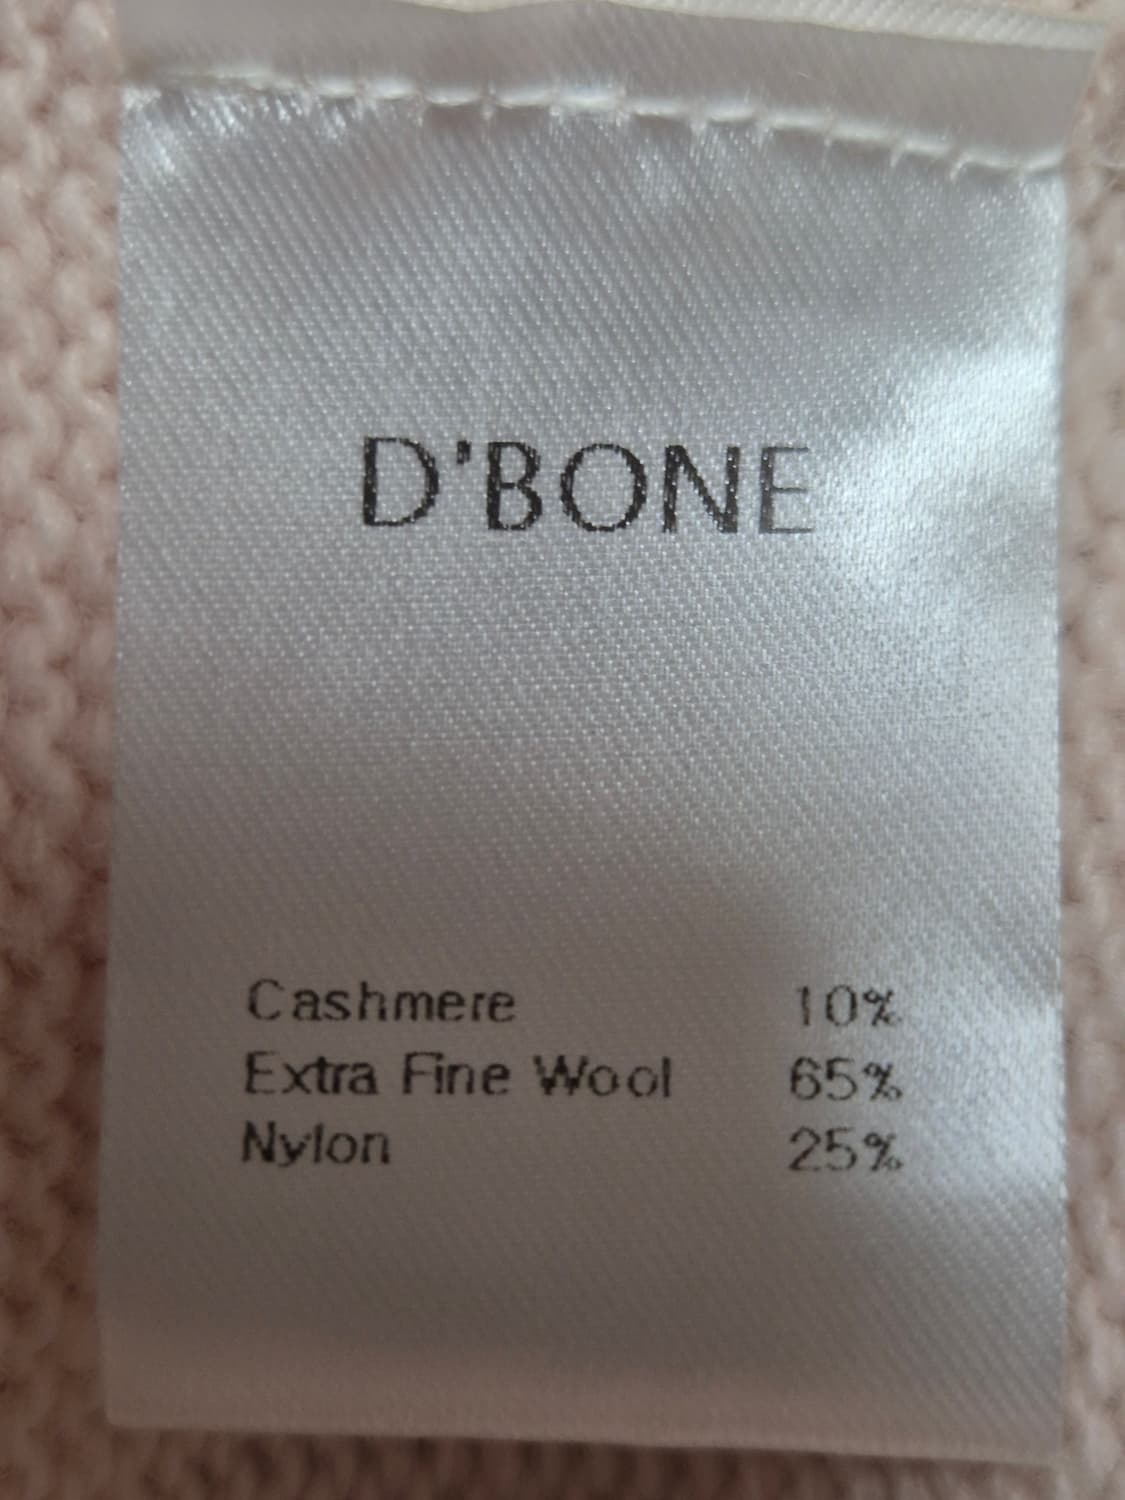 D'BONE
Cashmere 10%
Extra Fine Wool 65%
Nylon 25%